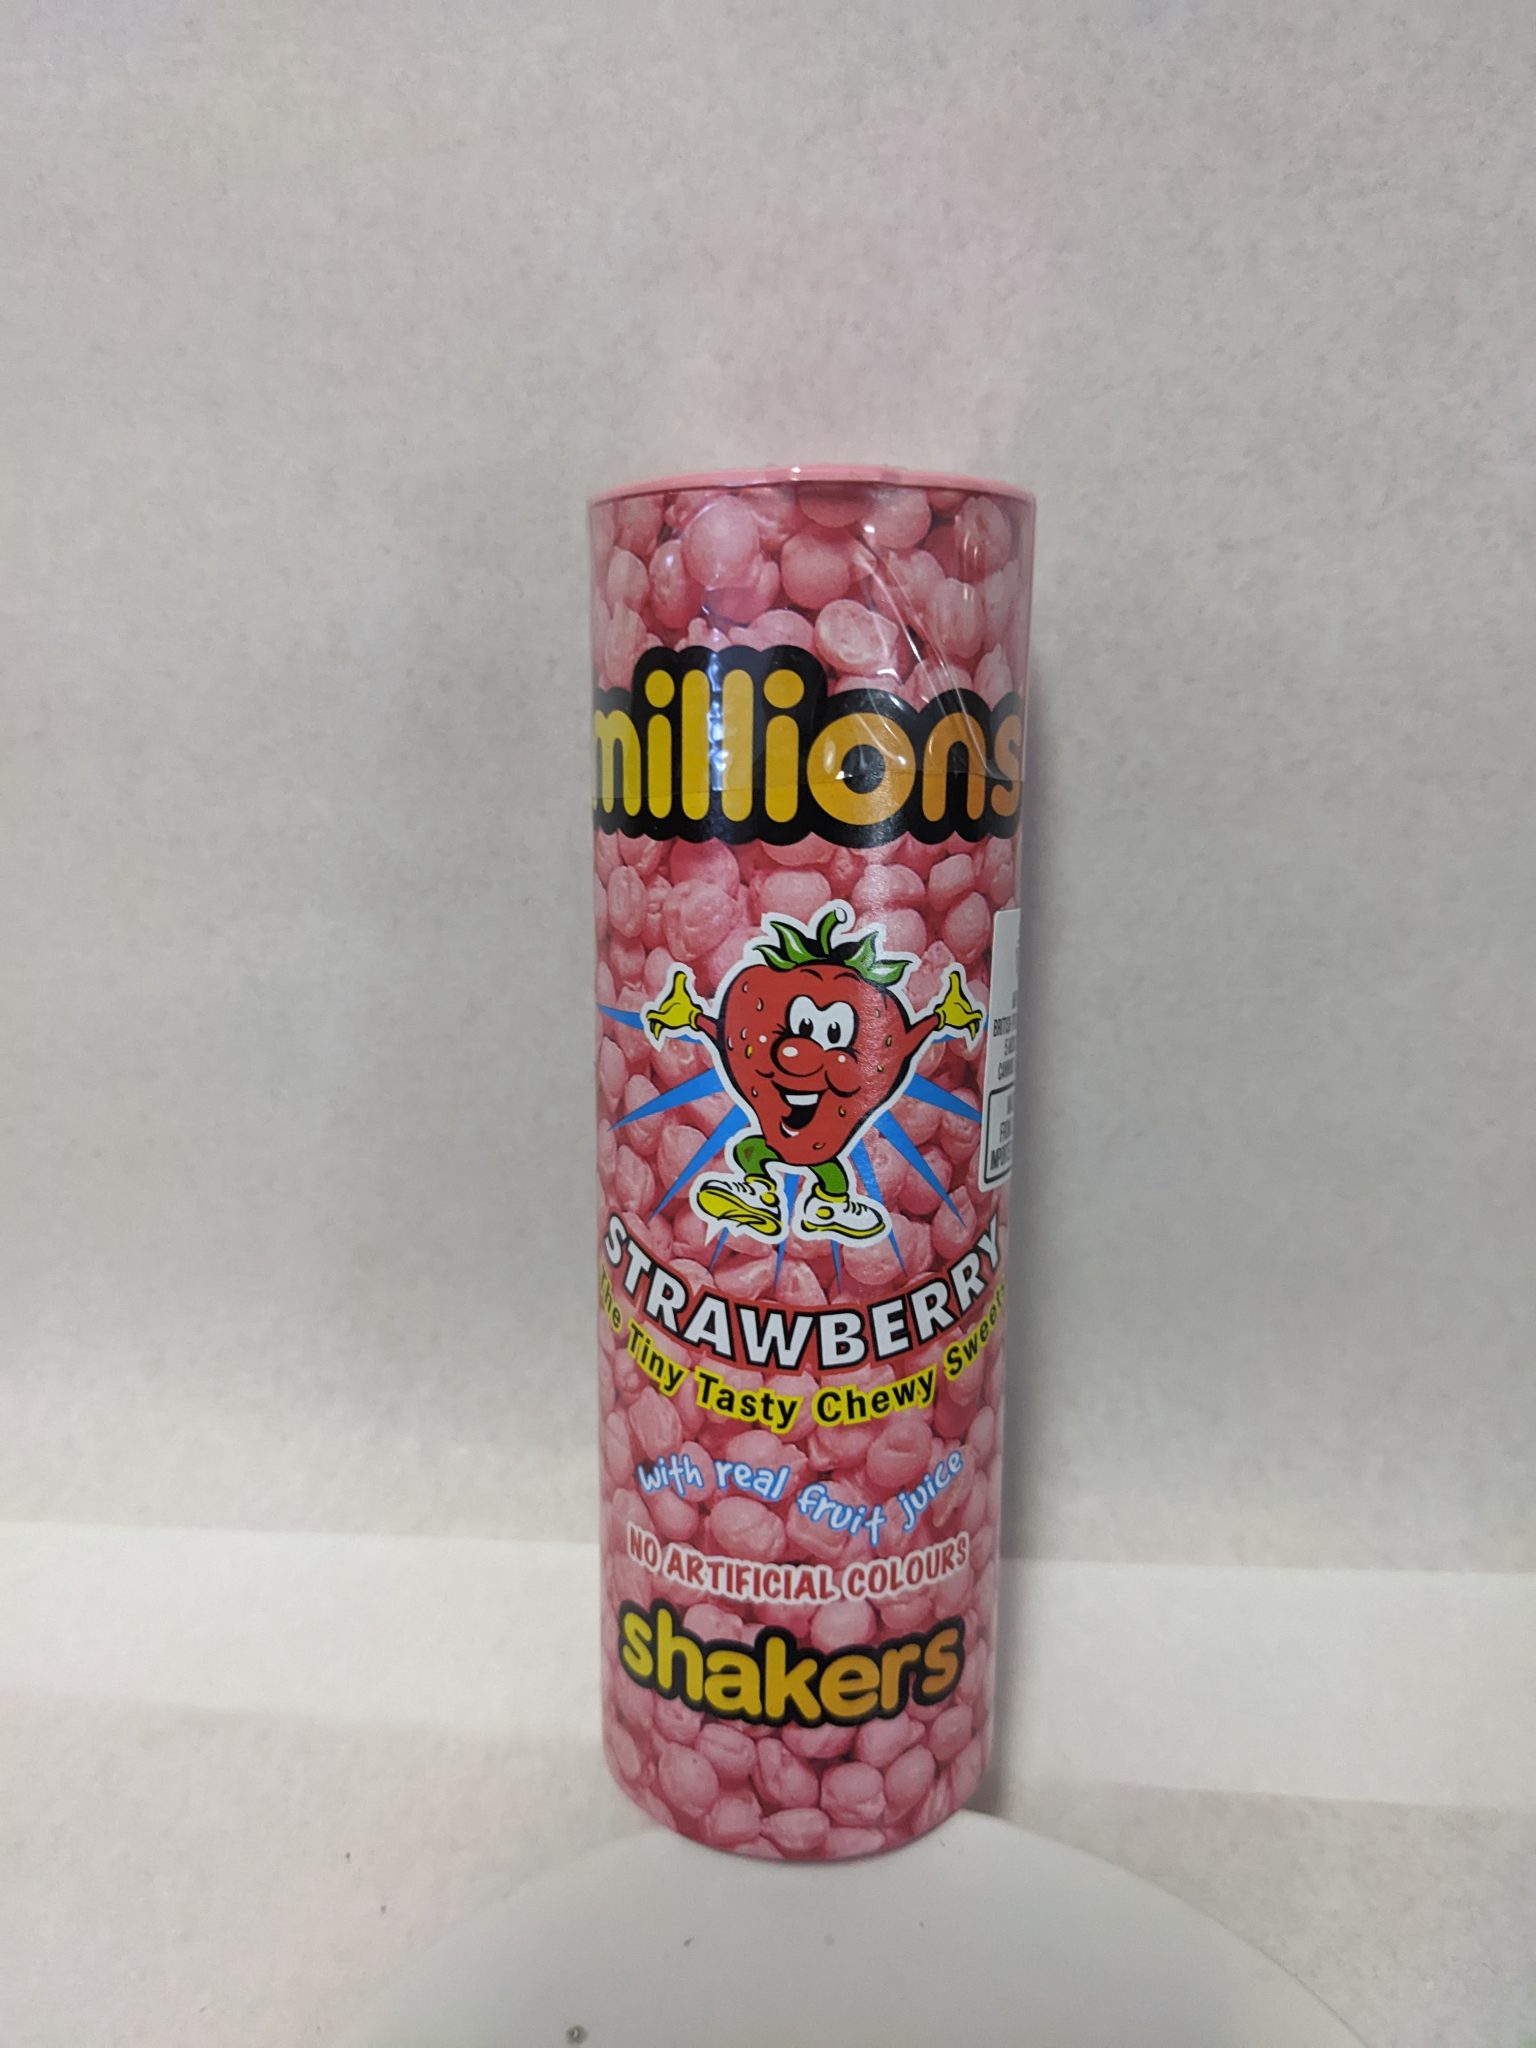 millions
STRAWBERRY
The Tiny Tasty Chewy Sweets
with real fruit juice
NO ARTIFICIAL COLOURS
shakers